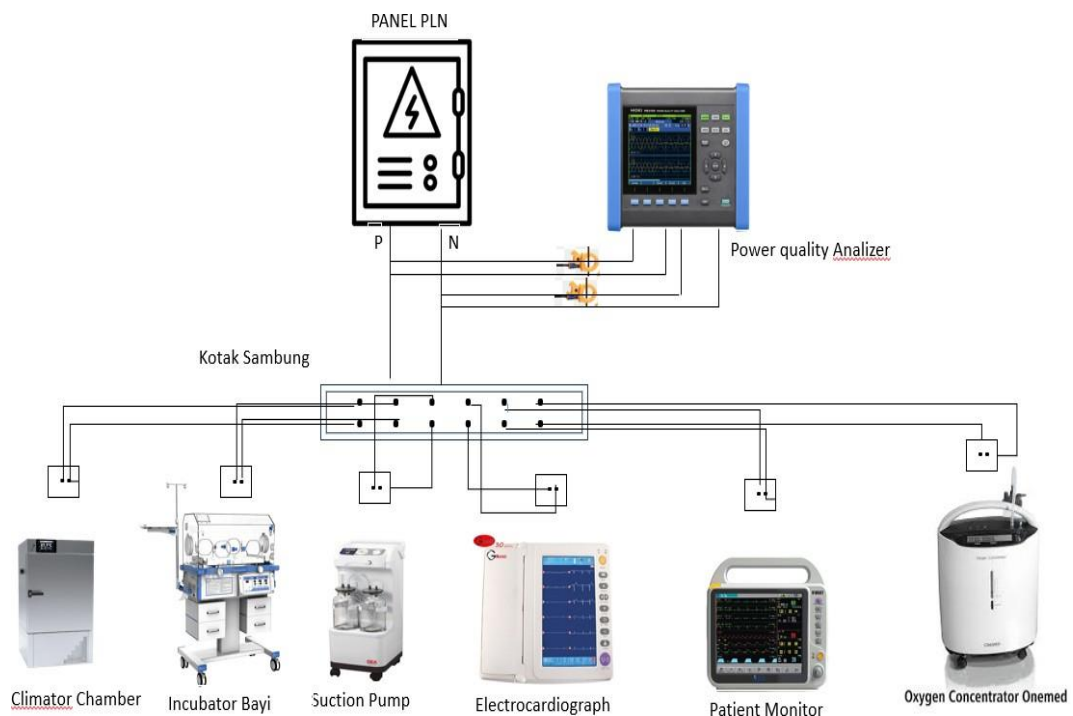 PANEL PLN
P N
Power quality Analizer
Kotak Sambung
Climator Chamber
Incubator Bayi
Suction Pump
Electrocardiograph
Patient Monitor
Oxygen Concentrator Onemed